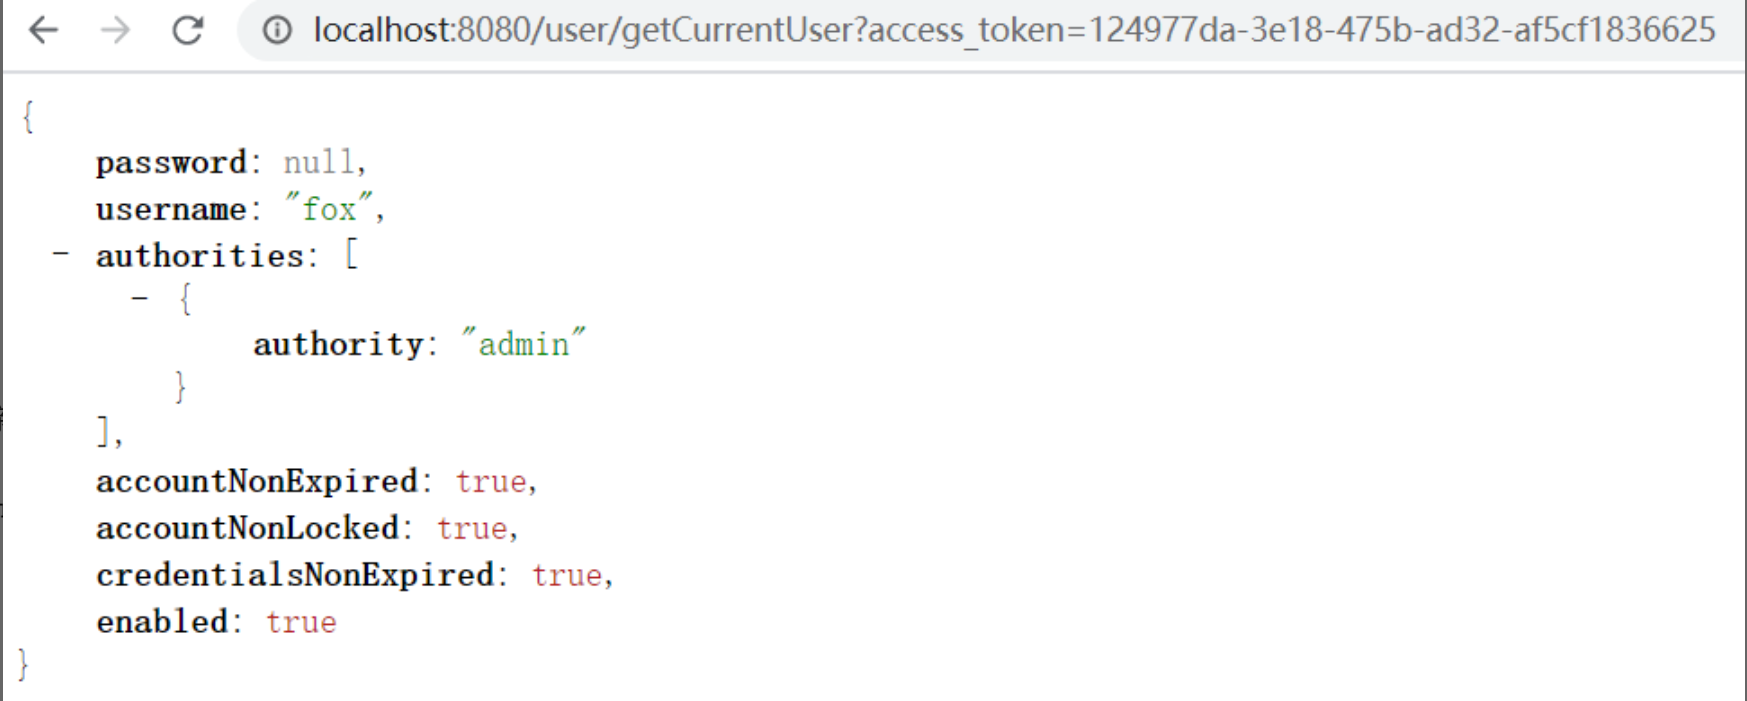 localhost:8080/user/getCurrentUser?access_token=124977da-3e18-475b-ad32-af5cf1836625
{
password: null,
username: "fox",
- authorities: [
- {
authority: "admin"
}
],
accountNonExpired: true,
accountNonLocked: true,
credentialsNonExpired: true,
enabled: true
}